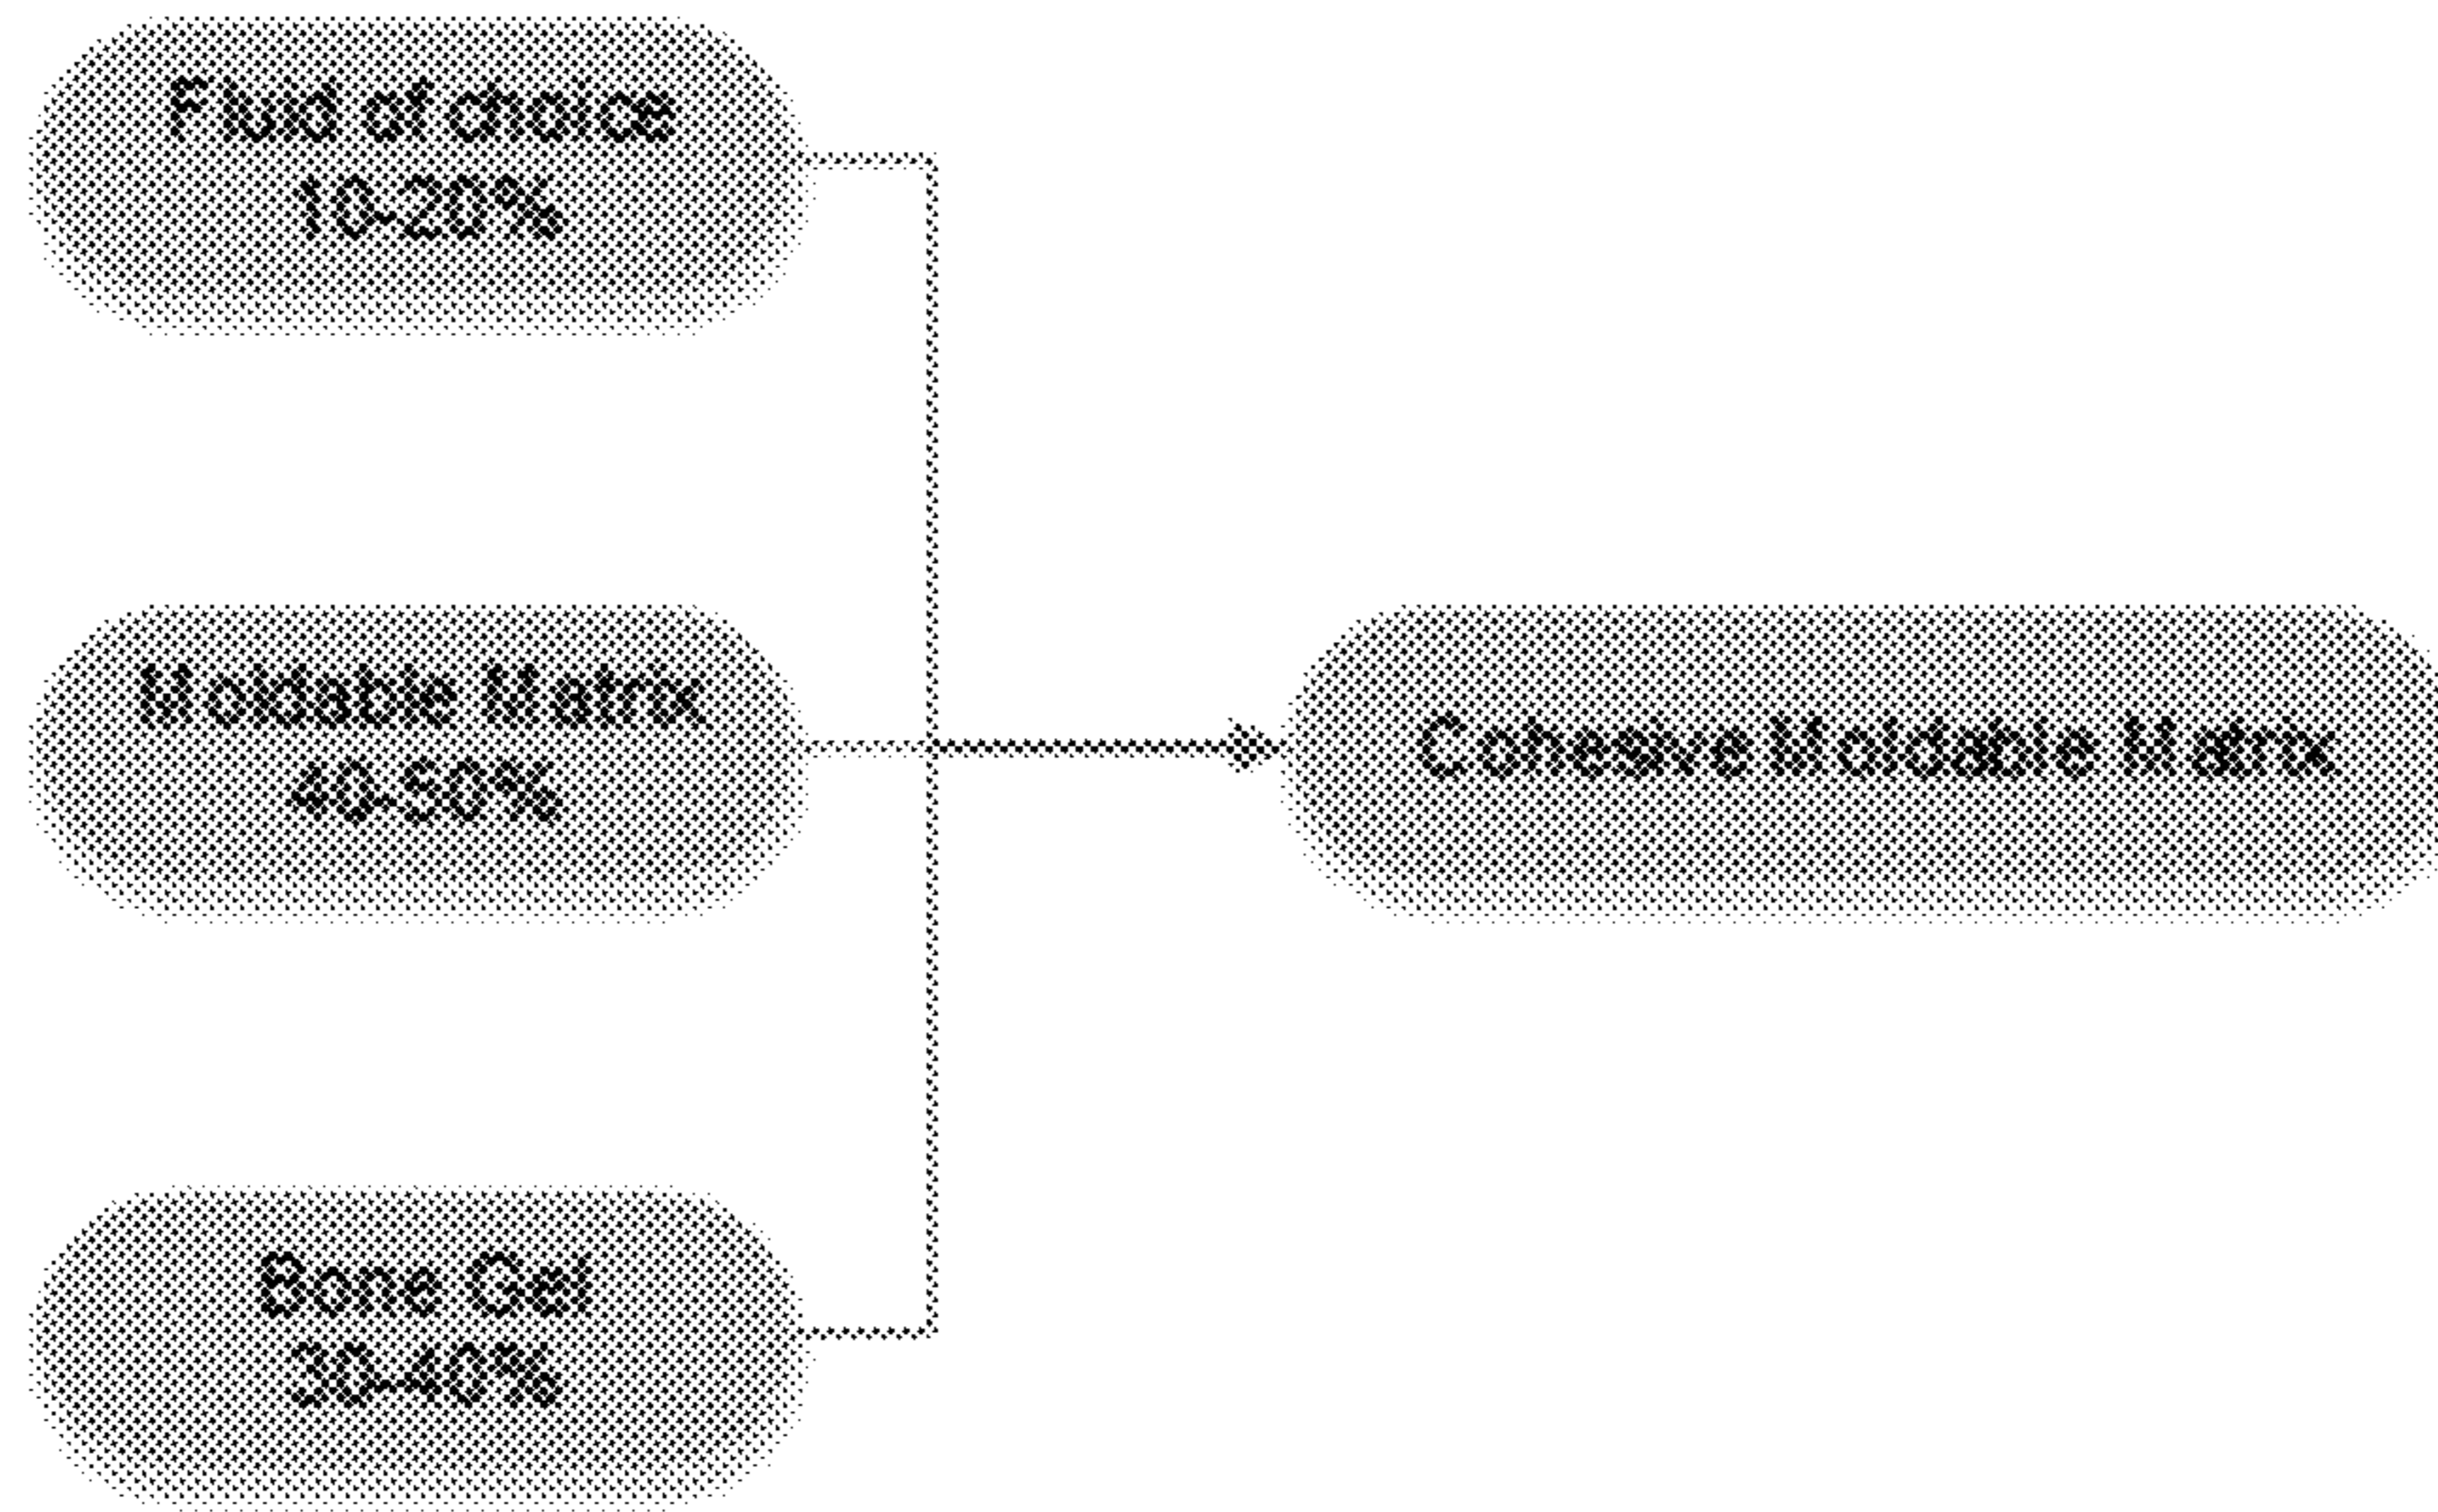 Fluid of choice
10-20%
Moldable Matrix
40-50%
Cohesive Moldable Matrix
Bone Gel
30-40%